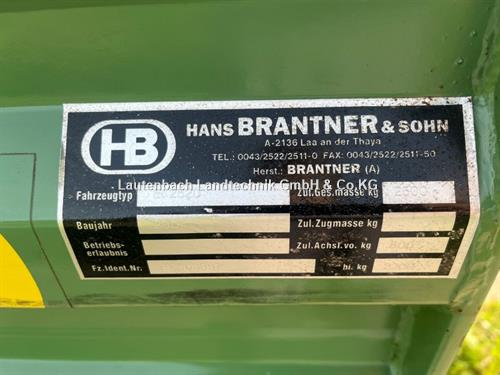 HB
HANS BRANTNER & SOHN
A-2136 Laa an der Thaya
TEL.: 0043/2522/2511-0 FAX: 0043/2522/2511-50
Herst.: BRANTNER (A)
Lautenbach Landtechnik GmbH & Co.KG
Fahrzeugtyp Zul.Ges.masse kg
Baujahr Zul.Zugmasse kg
Betriebs-
erlaubnis Zul.Achsl.vo. kg
Fz.Ident.Nr. hi. kg